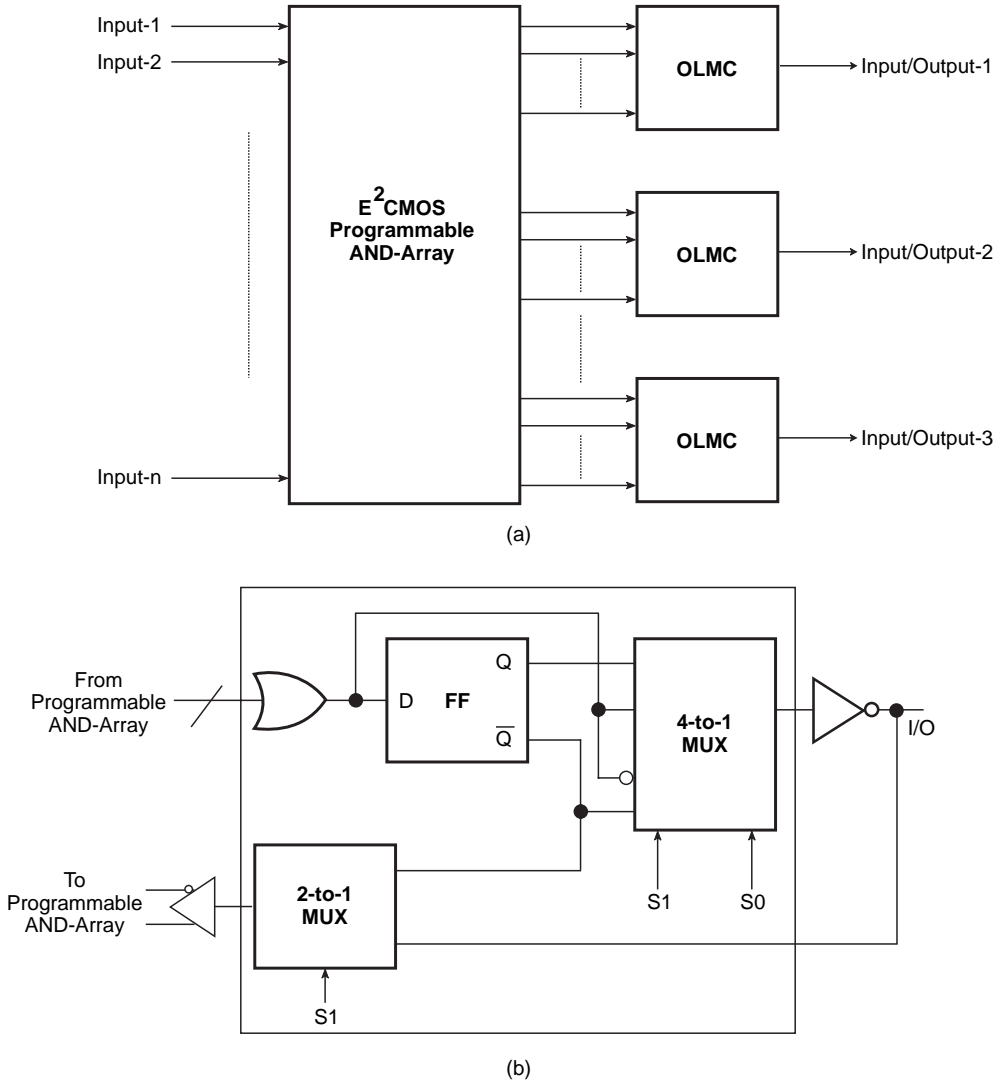 Input-1
Input-2
Input-n
E2CMOS
Programmable
AND-Array
OLMC
Input/Output-1
OLMC
Input/Output-2
OLMC
Input/Output-3
(a)
From
Programmable
AND-Array
D
FF
Q
Q̅
4-to-1
MUX
I/O
S1
S0
To
Programmable
AND-Array
2-to-1
MUX
S1
(b)